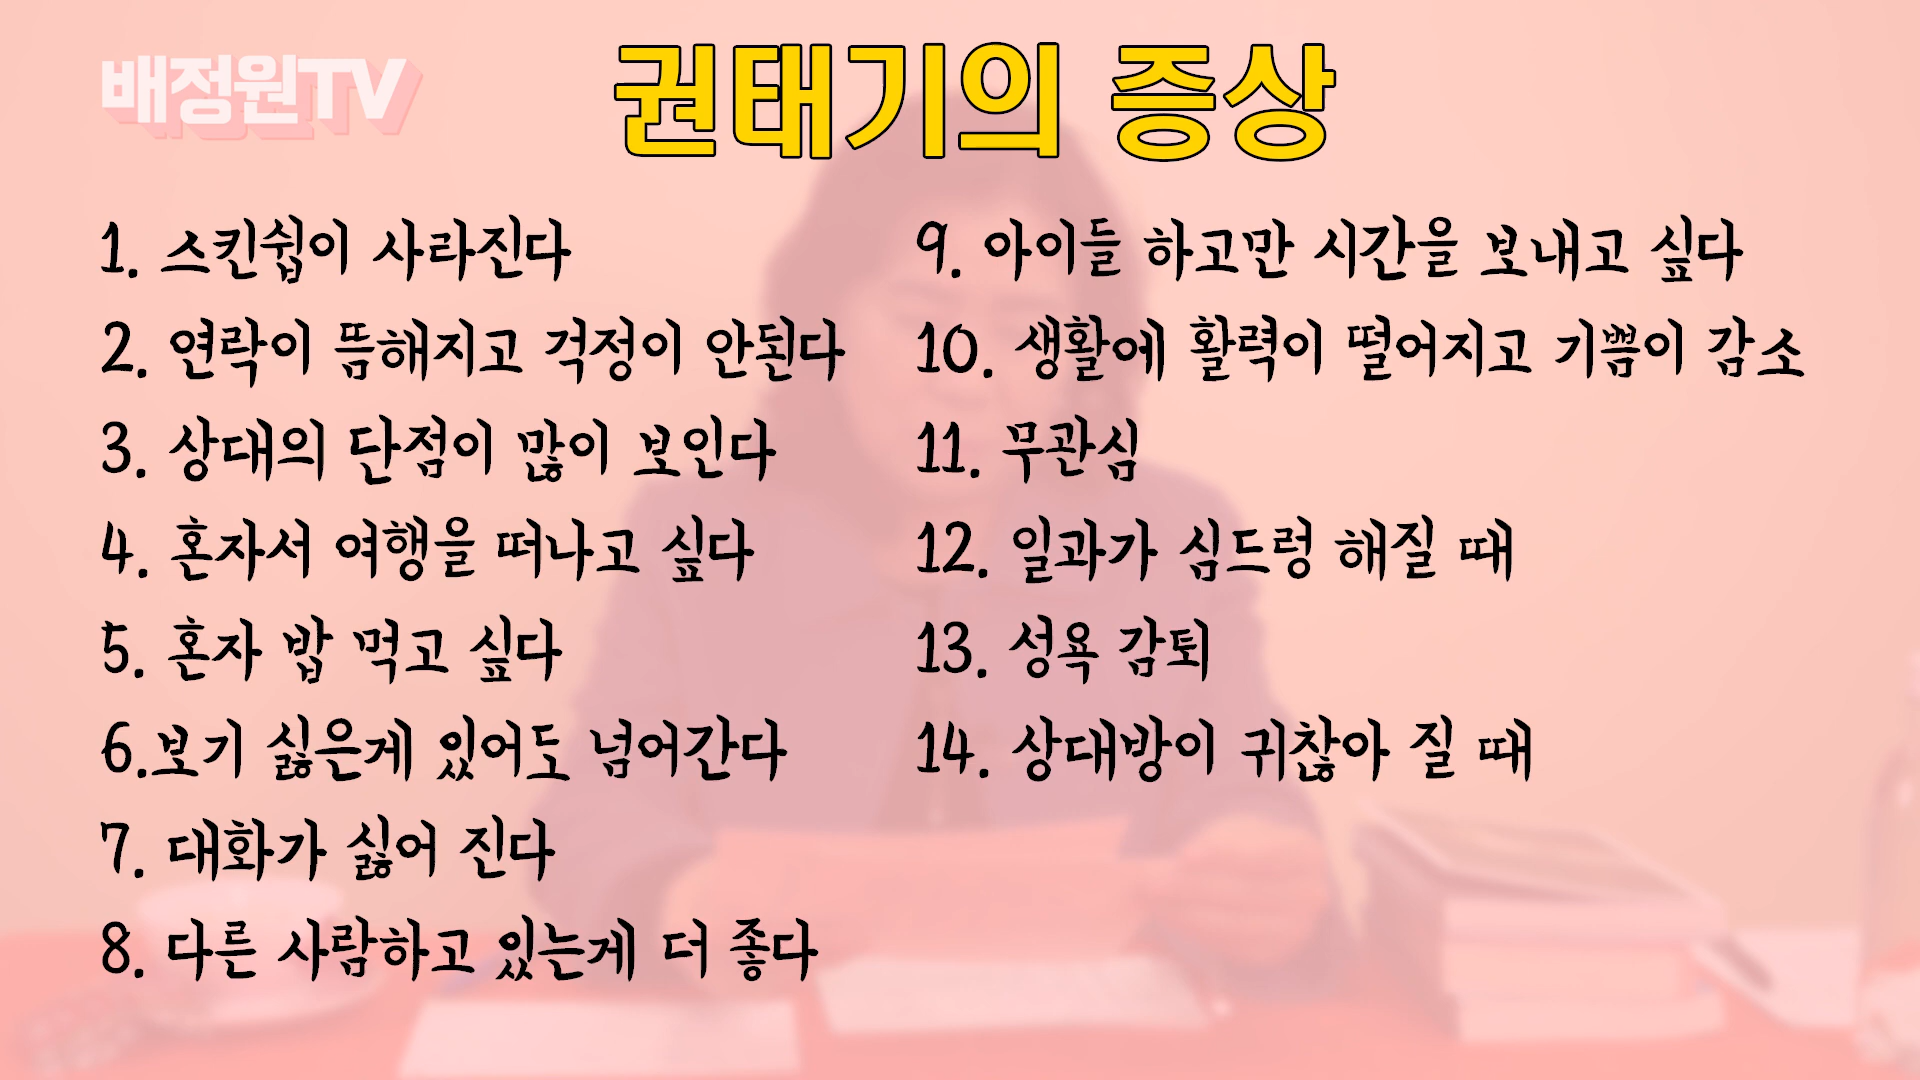 배정원TV
권태기의 증상
1. 스킨쉽이 사라진다
2. 연락이 뜸해지고 걱정이 안된다
3. 상대의 단점이 많이 보인다
4. 혼자서 여행을 떠나고 싶다
5. 혼자 밥 먹고 싶다
6.보기 싫은게 있어도 넘어간다
7. 대화가 싫어 진다
8. 다른 사람하고 있는게 더 좋다
9. 아이들 하고만 시간을 보내고 싶다
10. 생활에 활력이 떨어지고 기쁨이 감소
11. 무관심
12. 일과가 심드렁 해질 때
13. 성욕 감퇴
14. 상대방이 귀찮아 질 때